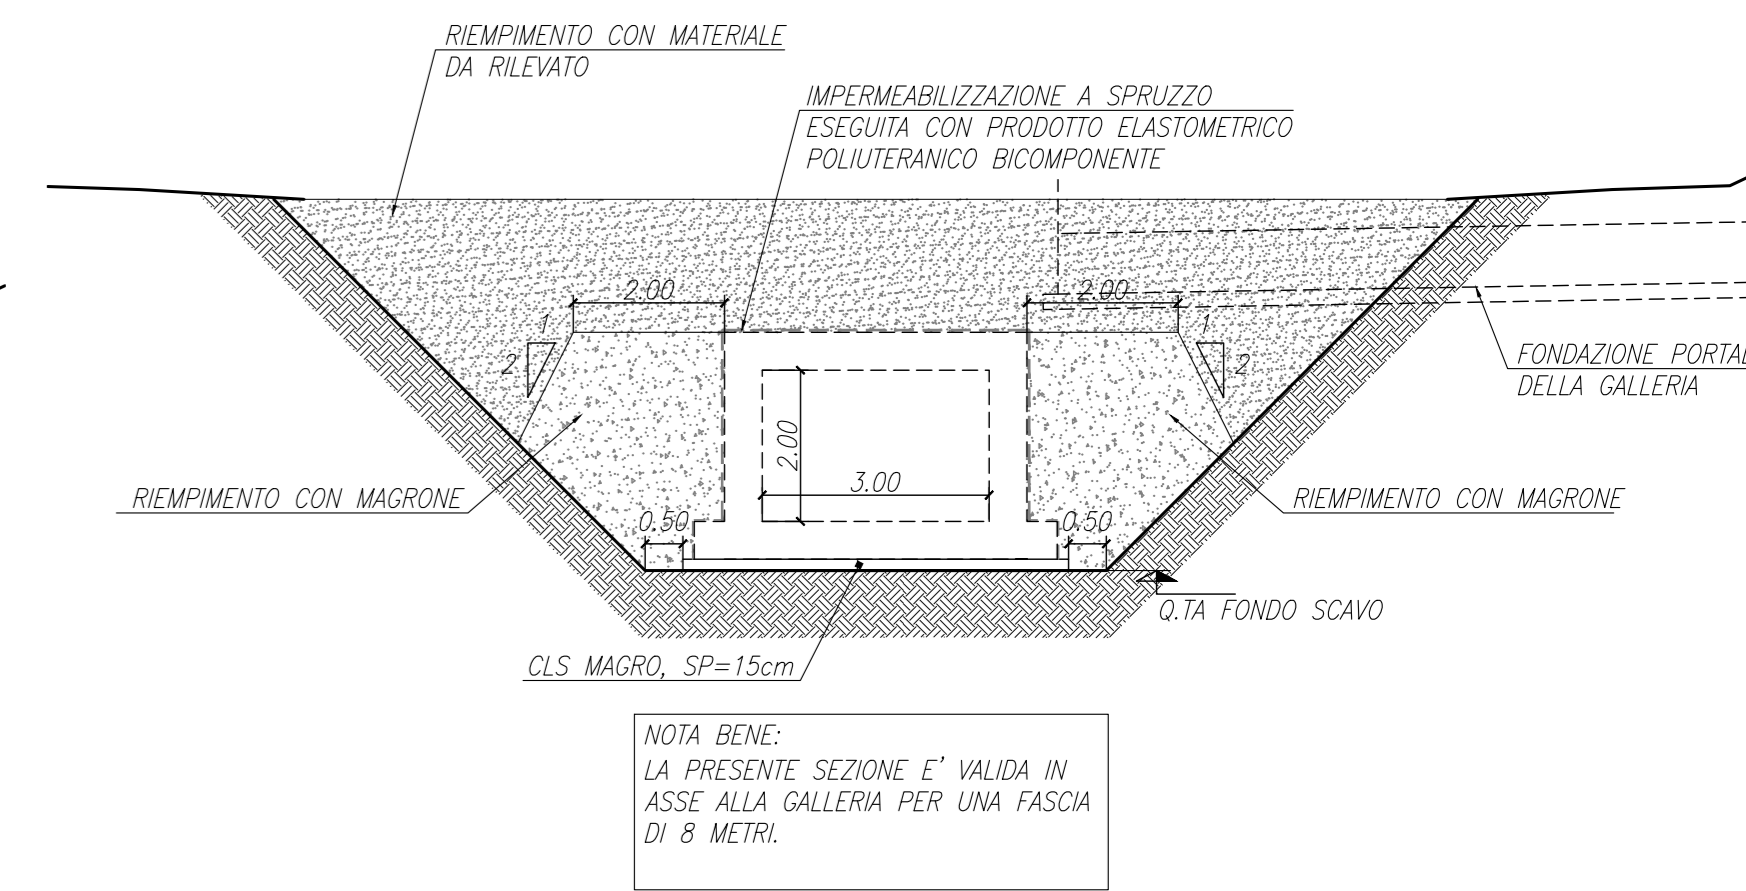 RIEMPIMENTO CON MATERIALE
DA RILEVATO
IMPERMEABILIZZAZIONE A SPRUZZO
ESEGUITA CON PRODOTTO ELASTOMETRICO
POLIUTERANICO BICOMPONENTE
2.00
2.00
1
2
1
2
FONDAZIONE PORTAL
DELLA GALLERIA
2.00
3.00
RIEMPIMENTO CON MAGRONE
RIEMPIMENTO CON MAGRONE
0.50
0.50
Q.TA FONDO SCAVO
CLS MAGRO, SP=15cm
NOTA BENE:
LA PRESENTE SEZIONE E' VALIDA IN
ASSE ALLA GALLERIA PER UNA FASCIA
DI 8 METRI.